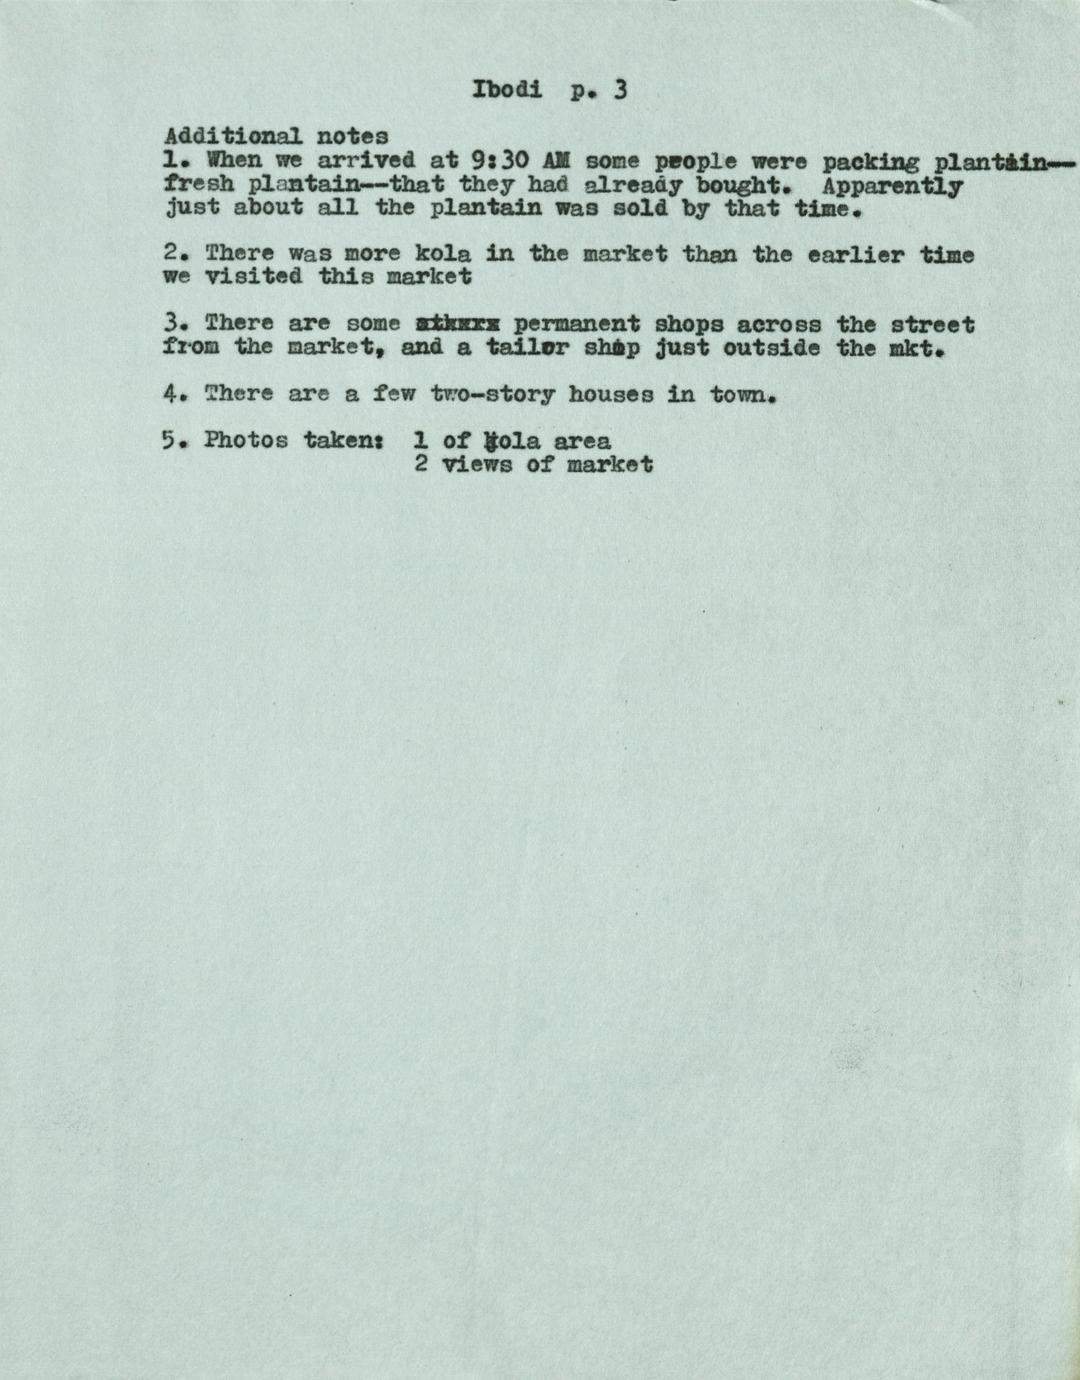 Ibodi p. 3
Additional notes
1. When we arrived at 9:30 AM some people were packing plantain--
fresh plantain--that they had already bought. Apparently
just about all the plantain was sold by that time.
2. There was more kola in the market than the earlier time
we visited this market
3. There are some permanent shops across the street
from the market, and a tailor shop just outside the mkt.
4. There are a few two-story houses in town.
5. Photos taken: 1 of kola area
2 views of market